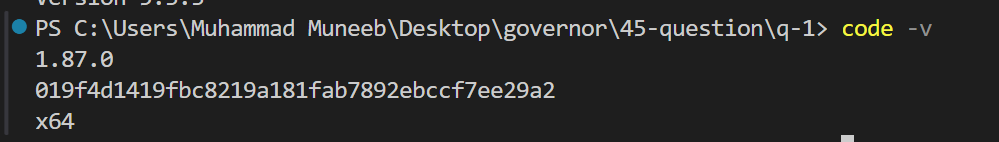 PS C:\Users\Muhammad Muneeb\Desktop\governor\45-question\q-1> code -v
1.87.0
019f4d1419fbc8219a181fab7892ebccf7ee29a2
x64